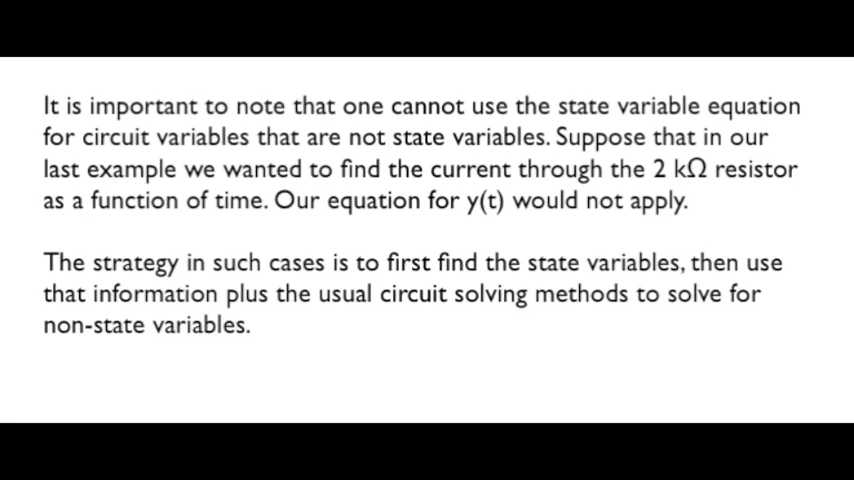 It is important to note that one cannot use the state variable equation
for circuit variables that are not state variables. Suppose that in our
last example we wanted to find the current through the 2 kΩ resistor
as a function of time. Our equation for y(t) would not apply.
The strategy in such cases is to first find the state variables, then use
that information plus the usual circuit solving methods to solve for
non-state variables.